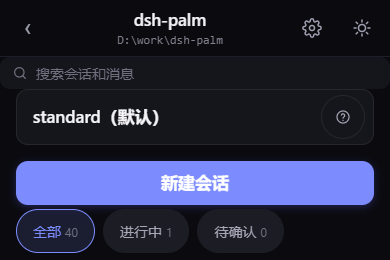 dsh-palm
D:\work\dsh-palm
搜索会话和消息
standard（默认）
新建会话
全部 40 进行中 1 待确认 0